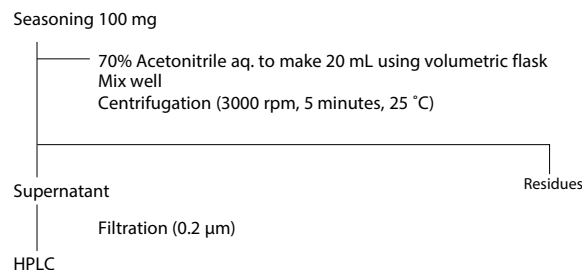 Seasoning 100 mg
70% Acetonitrile aq. to make 20 mL using volumetric flask
Mix well
Centrifugation (3000 rpm, 5 minutes, 25 ˚C)
Supernatant
Residues
Filtration (0.2 μm)
HPLC